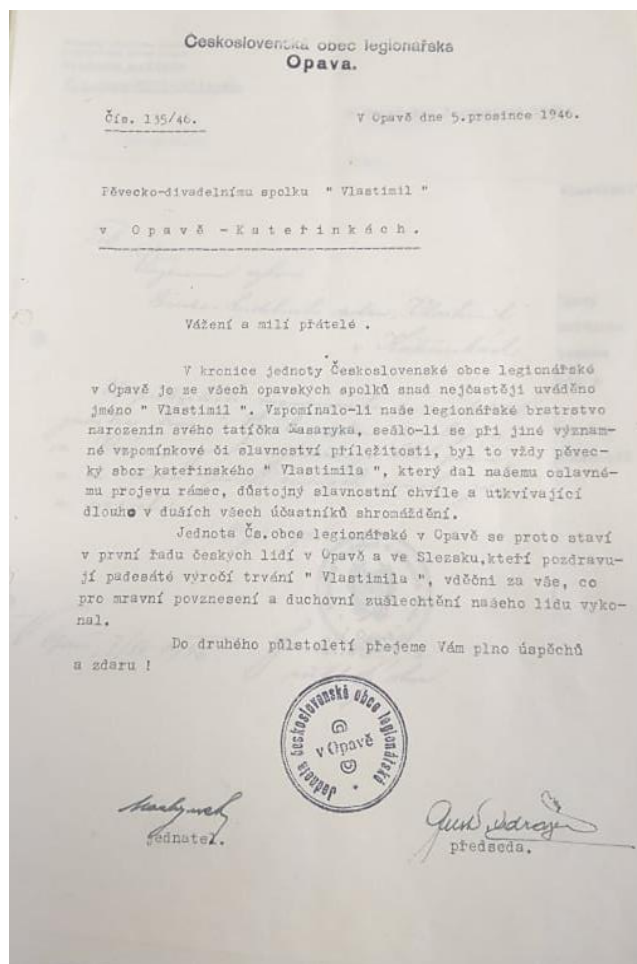 Československá obec legionářská
Opava.
Čís. 135/46.
V Opavě dne 5.prosince 1946.
Pěvecko-divadelnímu spolku " Vlastimil "
v Opavě - Kateřinkách.
Vážení a milí přátelé .
V kronice jednoty Československé obce legionářské
v Opavě je ze všech opavských spolků snad nejčastěji uváděno
jméno " Vlastimil ". Vzpomínalo-li naše legionářské bratrstvo
narozenin svého tatíčka Masaryka, sešlo-li se při jiné význam-
né vzpomínkové či slavností příležitosti, byl to vždy pěvec-
ký sbor kateřinského " Vlastimila ", který dal našemu oslavné-
mu projevu rámec, důstojný slavnostní chvíle a utkvívající
dlouho v duších všech účastníků shromáždění.
Jednota Čs.obce legionářské v Opavě se proto staví
v první řadu českých lidí v Opavě a ve Slezsku,kteří pozdravu-
jí padesáté výročí trvání " Vlastimila ", vděčni za vše, co
pro mravní povznesení a duchovní zušlechtění našeho lidu vyko-
nal.
Do druhého půlstoletí přejeme Vám plno úspěchů
a zdaru !
Jednota československé obce legionářské
v Opavě
jednatel.
předseda.